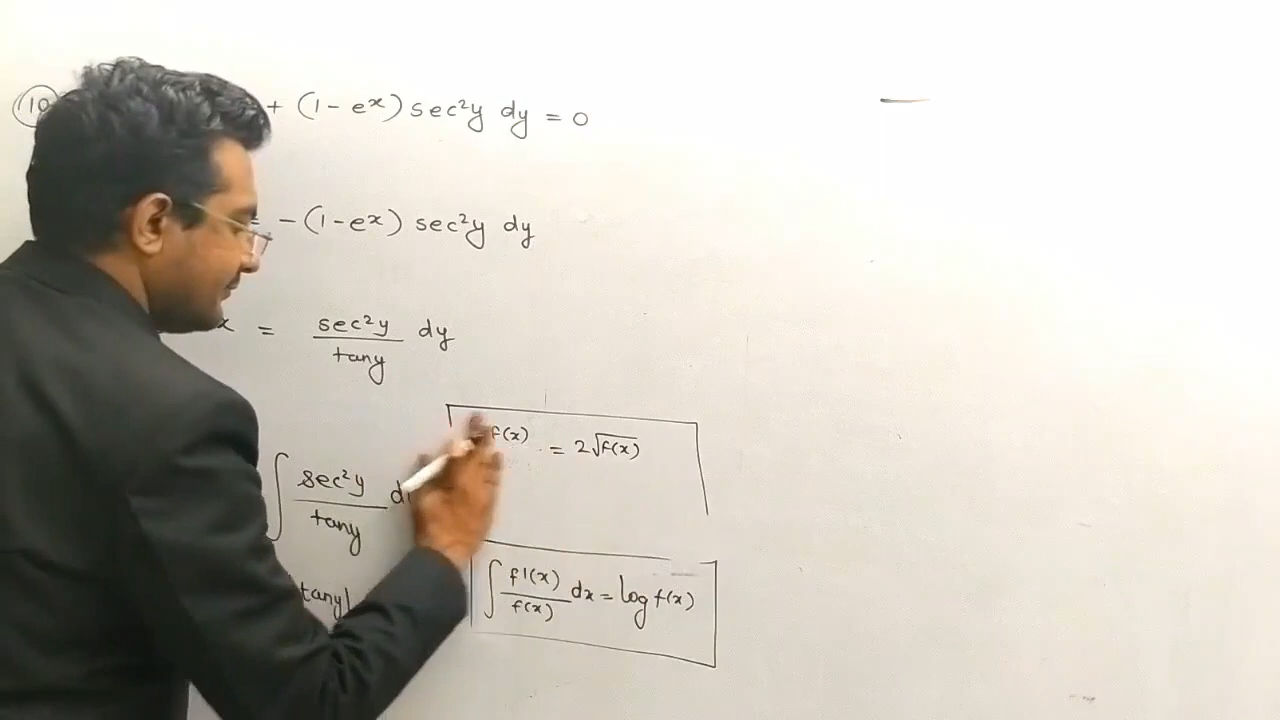 10 + (1 - eˣ) sec²y dy = 0
= - (1 - eˣ) sec²y dy
x = sec²y / tany dy
f(x) = 2√f(x)
∫ sec²y / tany
∫ f'(x) / f(x) dx = log f(x)
tany|